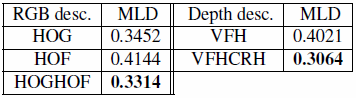 RGB desc. MLD Depth desc. MLD
HOG 0.3452 VFH 0.4021
HOF 0.4144 VFHCRH 0.3064
HOGHOF 0.3314